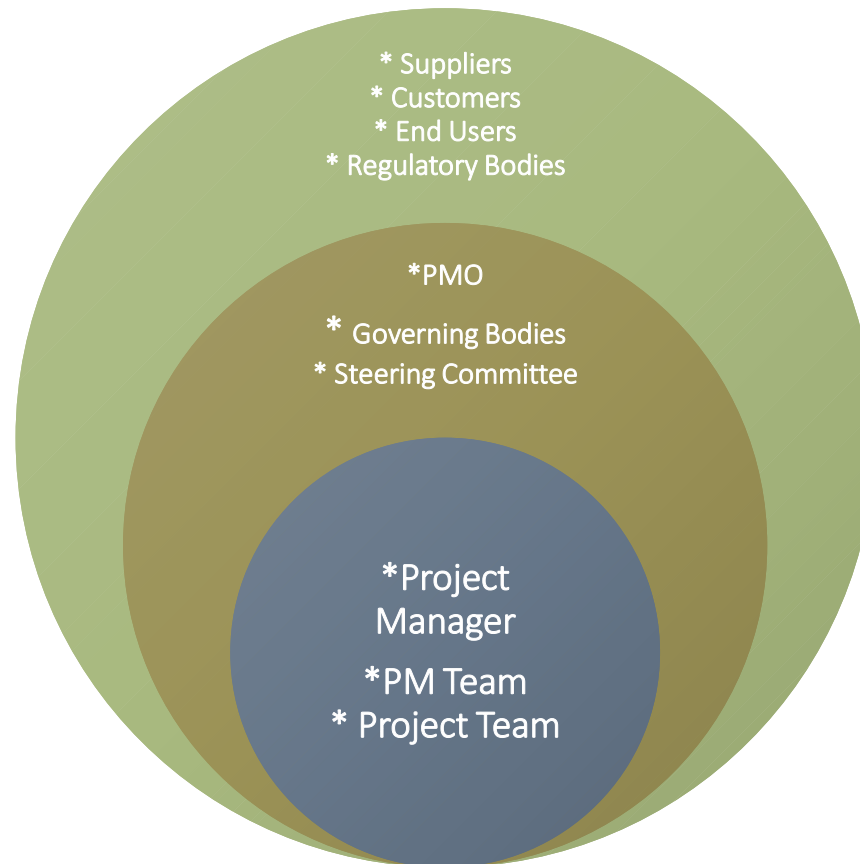 * Suppliers
* Customers
* End Users
* Regulatory Bodies
*PMO
* Governing Bodies
* Steering Committee
*Project
Manager
*PM Team
* Project Team